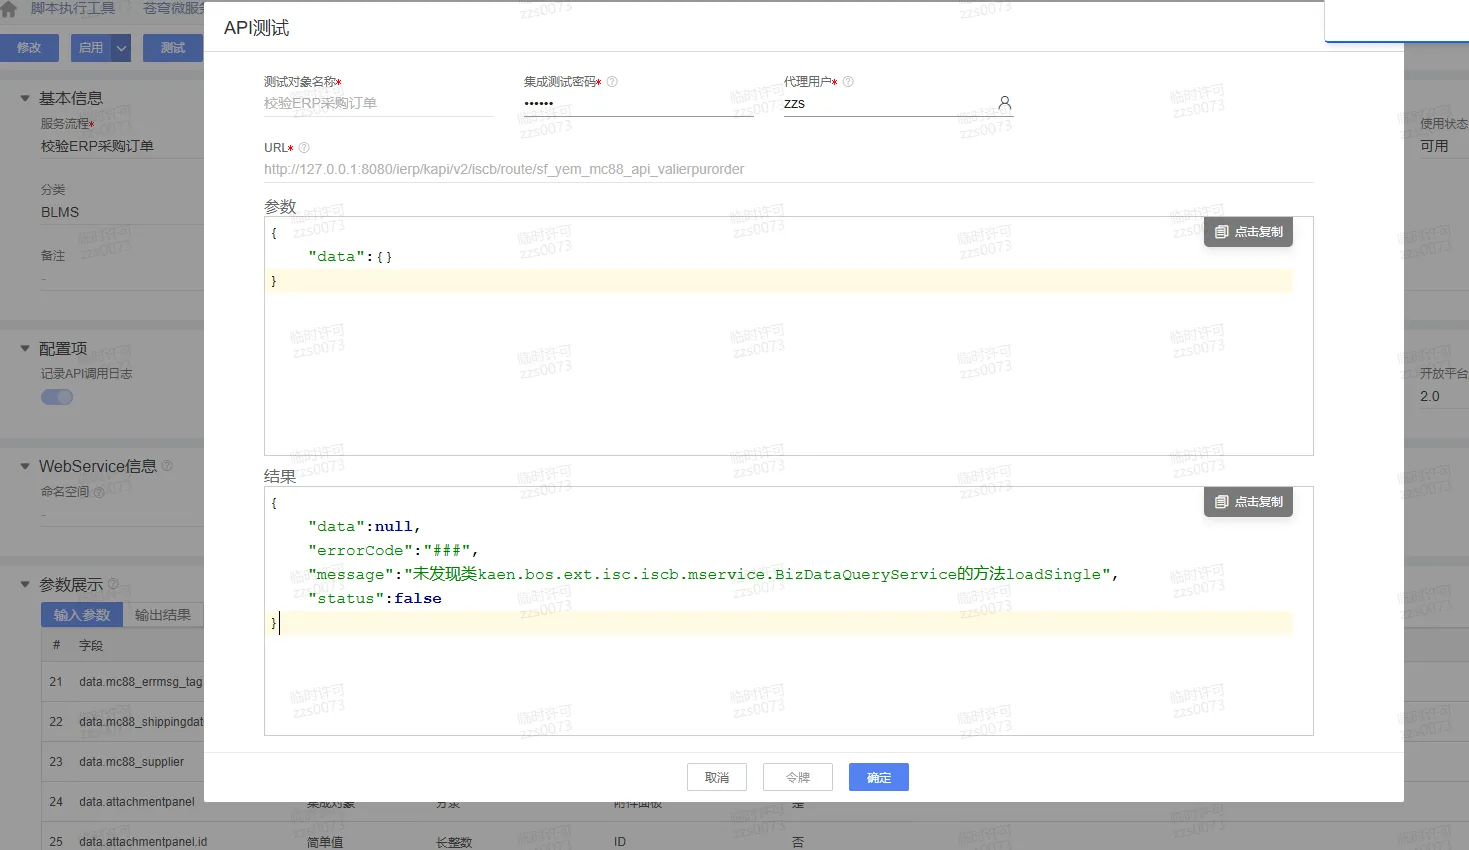 脚本执行工具 苍穹微服务
修改 启用 测试
API测试
测试对象名称* 集成测试密码* 代理用户*
校验ERP采购订单 •••••• zzs
URL*
http://127.0.0.1:8080/ierp/kapi/v2/iscb/route/sf_yem_mc88_api_valierpurorder
参数
点击复制
{
"data":{}
}
结果
点击复制
{
"data":null,
"errorCode":"###",
"message":"未发现类kaen.bos.ext.isc.iscb.mservice.BizDataQueryService的方法loadSingle",
"status":false
}
取消 令牌 确定
基本信息
服务流程* 使用状态
校验ERP采购订单 可用
分类
BLMS
备注
-
配置项
记录API调用日志 开放平台
2.0
WebService信息
命名空间
-
参数展示
输入参数 输出结果
# 字段
21 data.mc88_errmsg_tag
22 data.mc88_shippingdat
23 data.mc88_supplier
24 data.attachmentpanel 集成对象 分录 附件面板 是
25 data.attachmentpanel.id 简单值 长整数 ID 否
临时许可
zzs0073